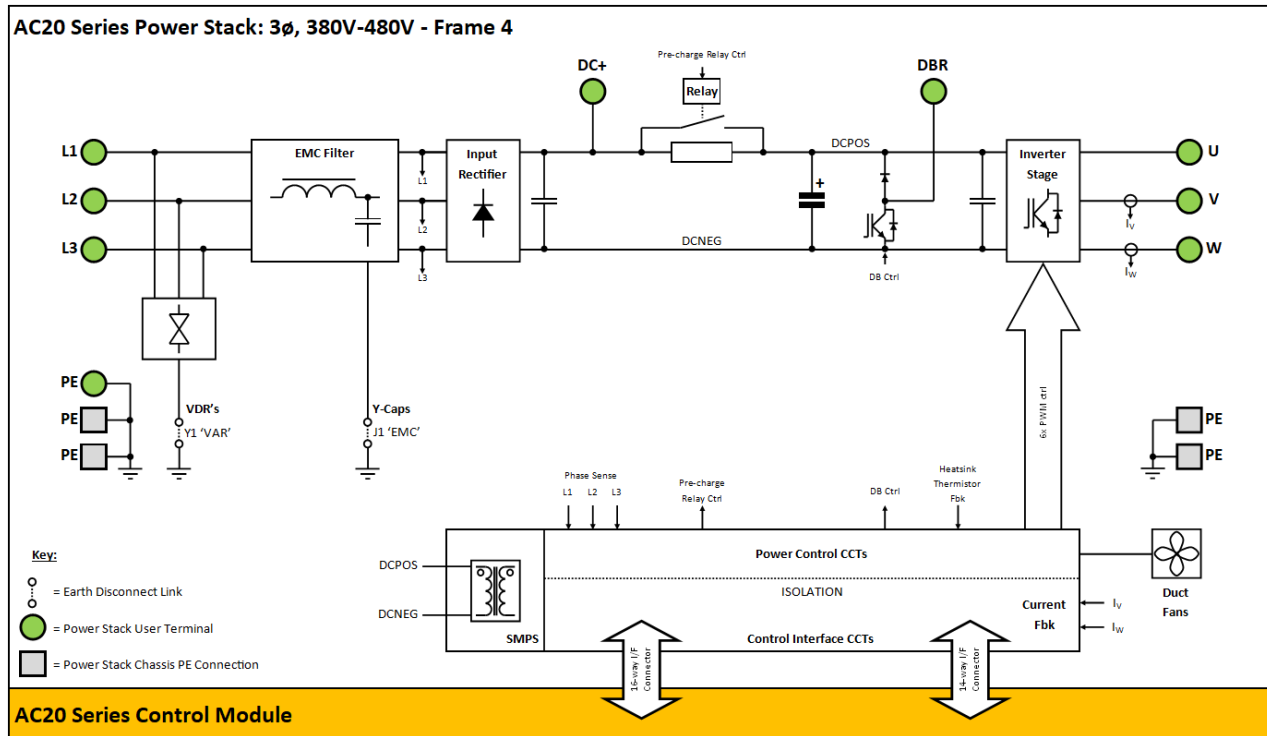 AC20 Series Power Stack: 3ø, 380V-480V - Frame 4
Pre-charge Relay Ctrl
DC+
DBR
Relay
L1
EMC Filter
Input
Rectifier
L1
DCPOS
Inverter
Stage
U
L2
L2
+
V
IV
L3
L3
DCNEG
DB Ctrl
W
IW
PE
PE
PE
VDR's
Y1 'VAR'
Y-Caps
J1 'EMC'
6x PWM ctrl
PE
PE
Phase Sense
L1 L2 L3
Pre-charge
Relay Ctrl
DB Ctrl
Heatsink
Thermistor
Fbk
Key:
= Earth Disconnect Link
= Power Stack User Terminal
= Power Stack Chassis PE Connection
DCPOS
DCNEG
SMPS
Power Control CCTs
ISOLATION
Control Interface CCTs
Current
Fbk
IV
IW
Duct
Fans
16-way I/F
Connector
14-way I/F
Connector
AC20 Series Control Module